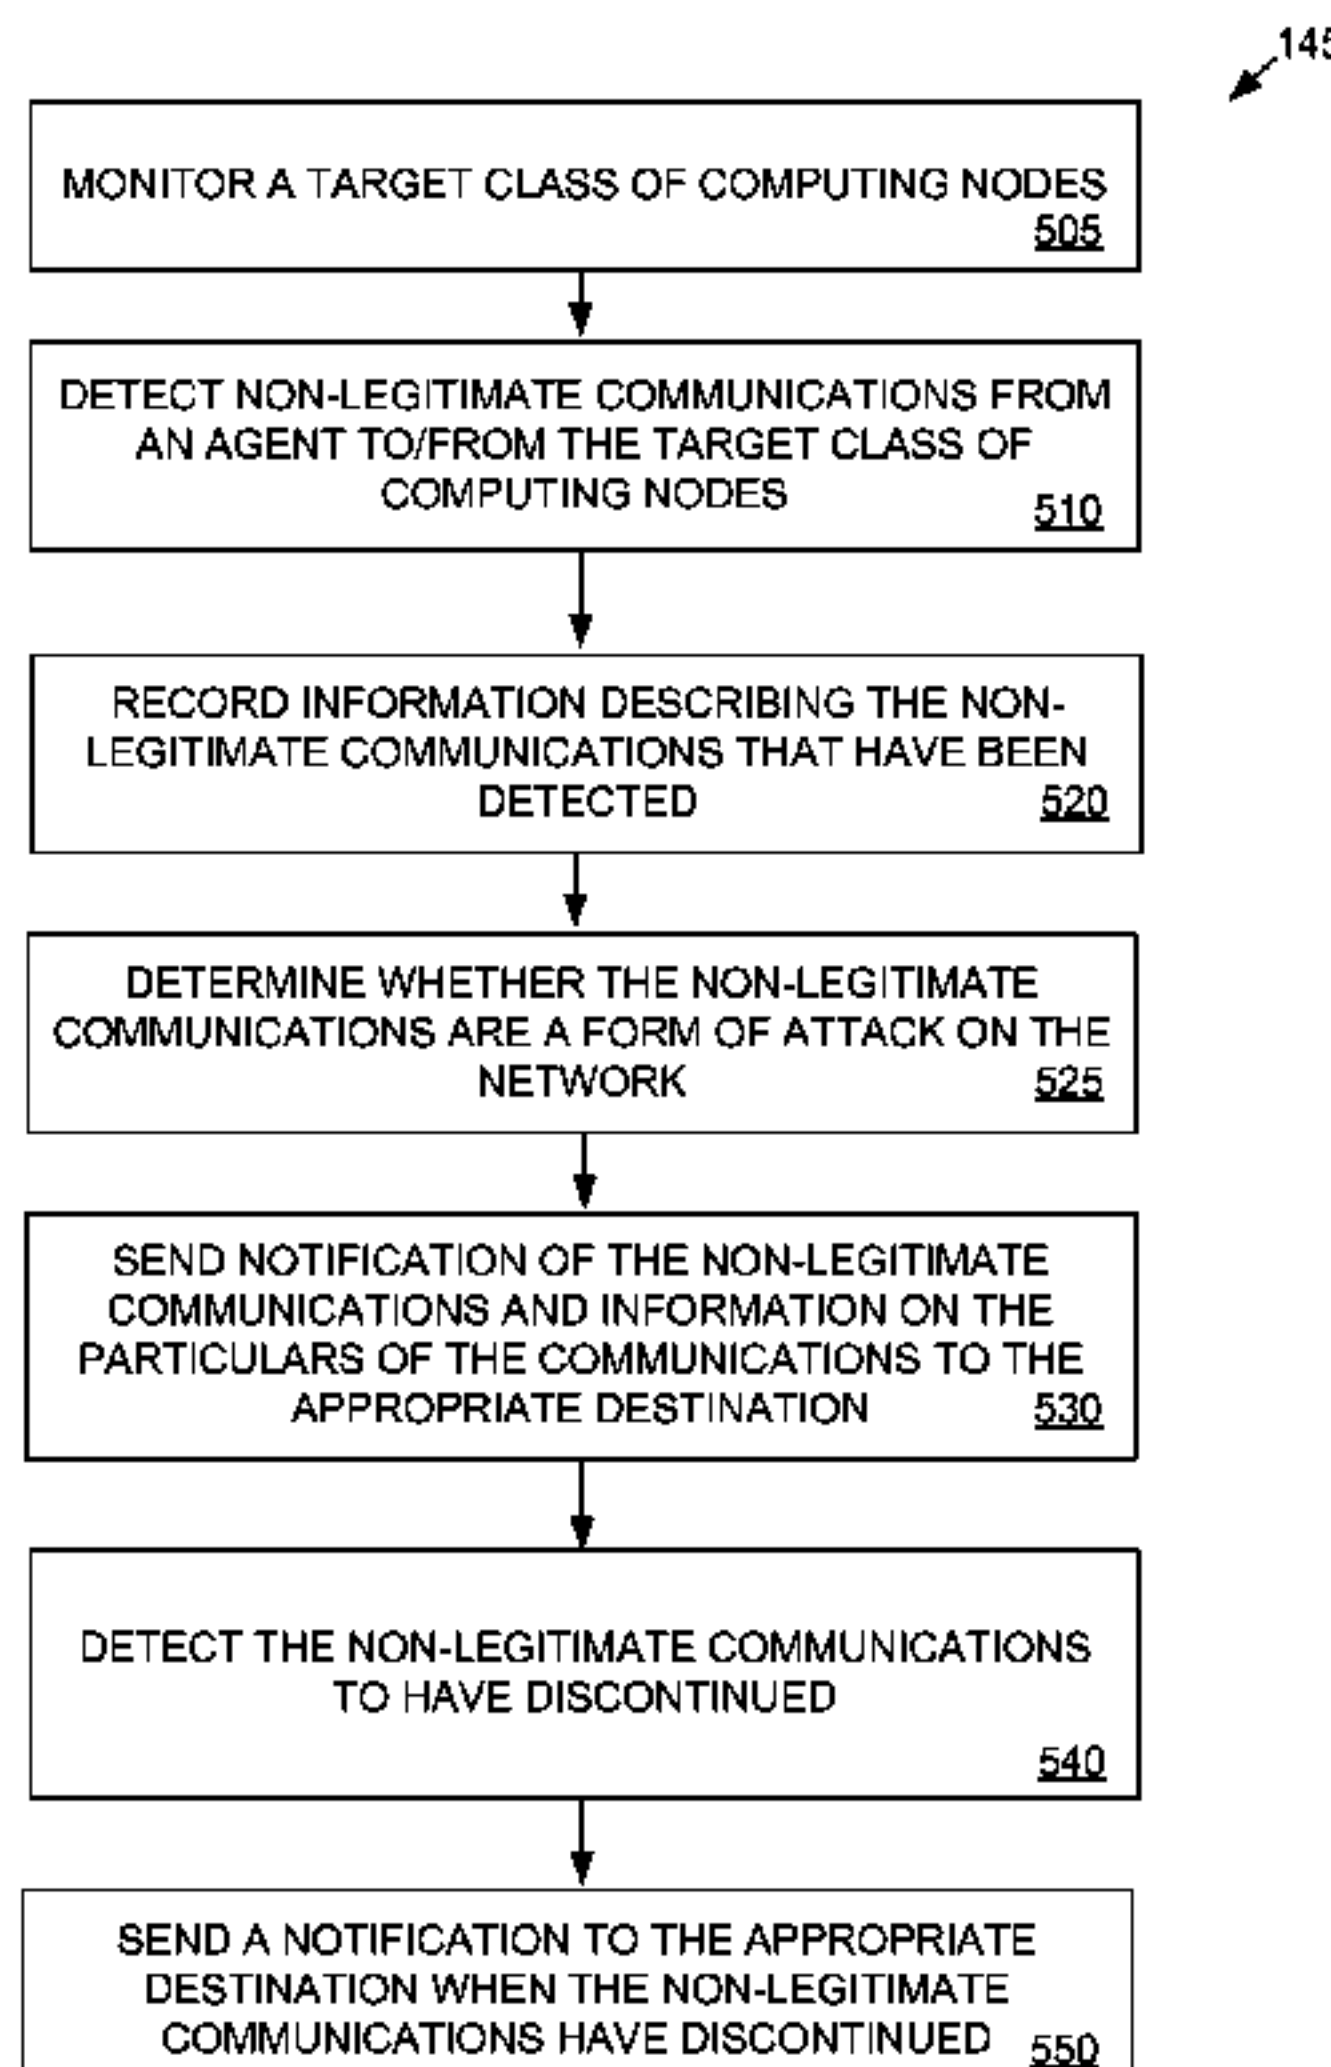 145
MONITOR A TARGET CLASS OF COMPUTING NODES
505
DETECT NON-LEGITIMATE COMMUNICATIONS FROM
AN AGENT TO/FROM THE TARGET CLASS OF
COMPUTING NODES
510
RECORD INFORMATION DESCRIBING THE NON-
LEGITIMATE COMMUNICATIONS THAT HAVE BEEN
DETECTED
520
DETERMINE WHETHER THE NON-LEGITIMATE
COMMUNICATIONS ARE A FORM OF ATTACK ON THE
NETWORK
525
SEND NOTIFICATION OF THE NON-LEGITIMATE
COMMUNICATIONS AND INFORMATION ON THE
PARTICULARS OF THE COMMUNICATIONS TO THE
APPROPRIATE DESTINATION
530
DETECT THE NON-LEGITIMATE COMMUNICATIONS
TO HAVE DISCONTINUED
540
SEND A NOTIFICATION TO THE APPROPRIATE
DESTINATION WHEN THE NON-LEGITIMATE
COMMUNICATIONS HAVE DISCONTINUED
550